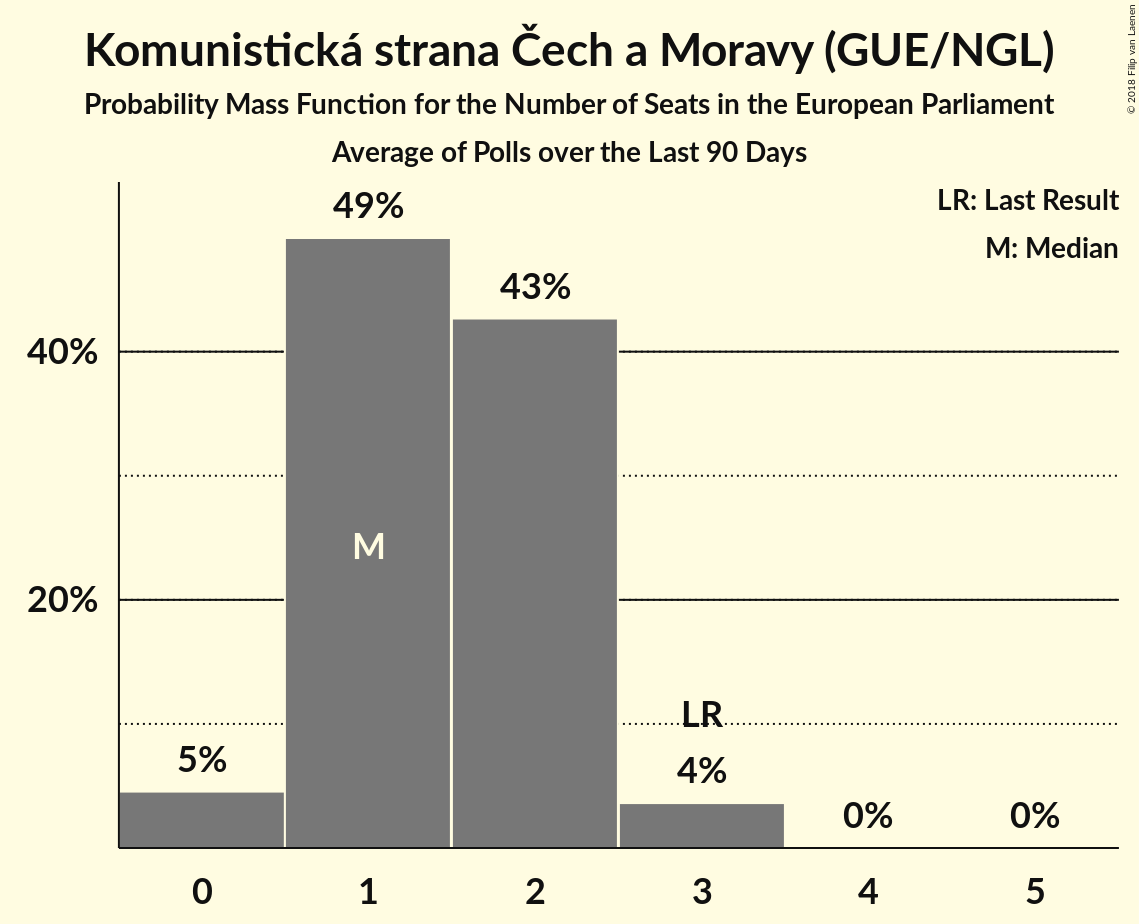 Komunistická strana Čech a Moravy (GUE/NGL)
Probability Mass Function for the Number of Seats in the European Parliament
Average of Polls over the Last 90 Days
© 2018 Filip van Laenen
LR: Last Result
M: Median
49%
43%
40%
M
20%
LR
5%
4%
0%
0%
0
1
2
3
4
5